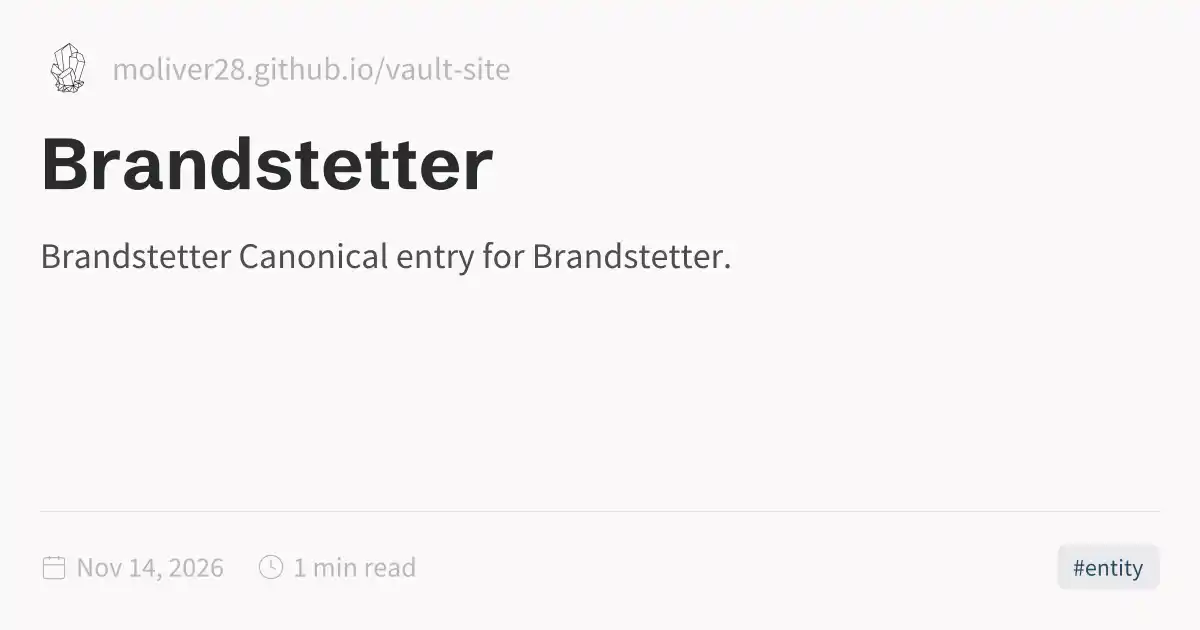 moliver28.github.io/vault-site
Brandstetter
Brandstetter Canonical entry for Brandstetter.
Nov 14, 2026
1 min read
#entity